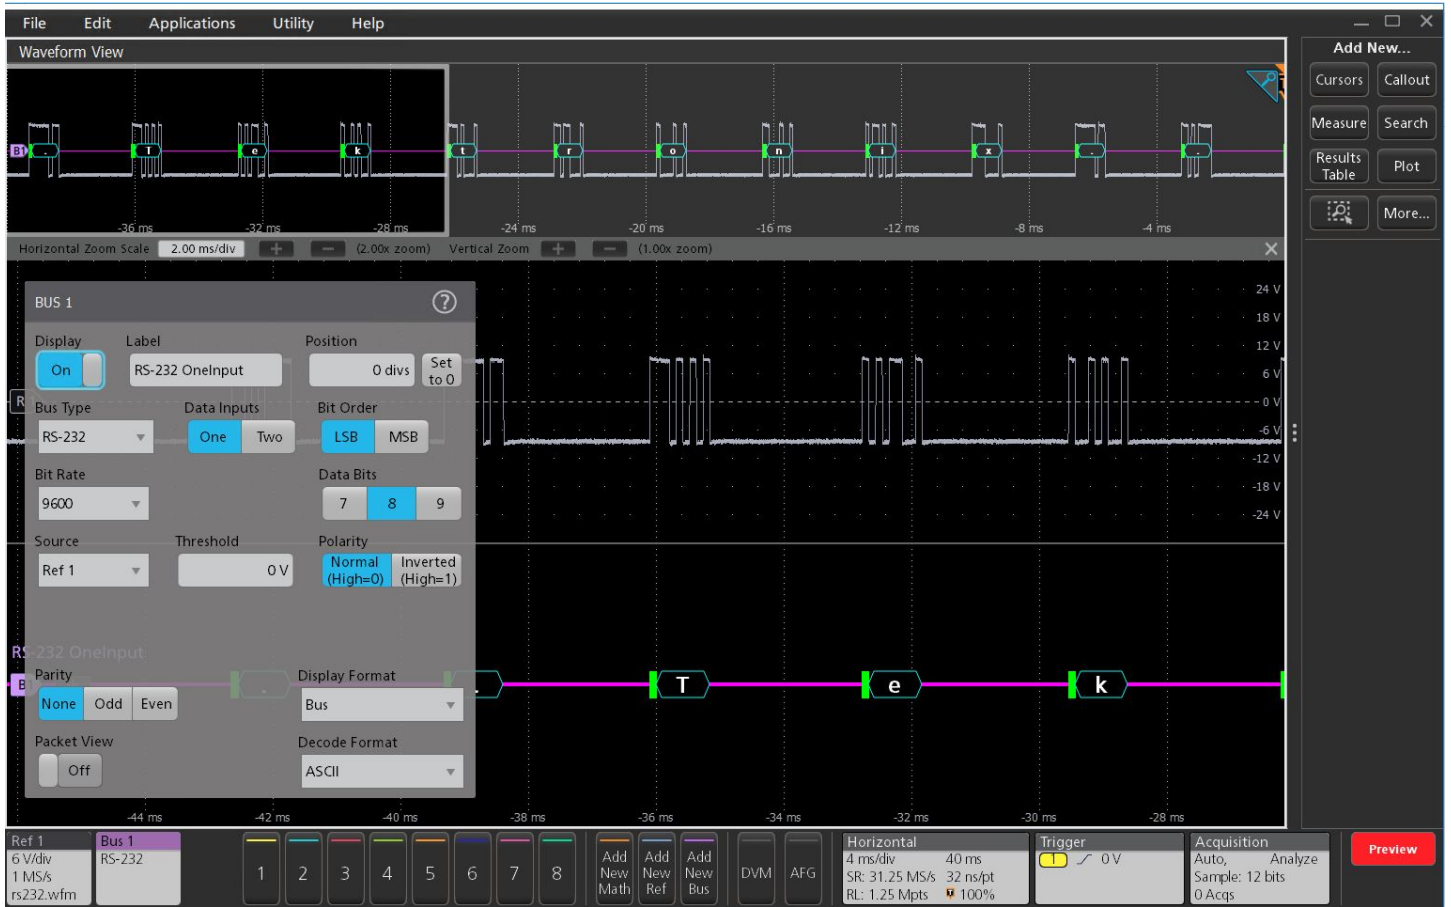 File Edit Applications Utility Help
Waveform View
Add New...
Cursors Callout
Measure Search
Results Table Plot
More...
B1 . T e k t r o n i x . .
-36 ms -32 ms -28 ms -24 ms -20 ms -16 ms -12 ms -8 ms -4 ms
Horizontal Zoom Scale 2.00 ms/div + - (2.00x zoom) Vertical Zoom + - (1.00x zoom)
24 V
18 V
12 V
6 V
0 V
-6 V
-12 V
-18 V
-24 V
BUS 1 ?
Display Label Position
On RS-232 OneInput 0 divs Set to 0
Bus Type Data Inputs Bit Order
RS-232 One Two LSB MSB
Bit Rate Data Bits
9600 7 8 9
Source Threshold Polarity
Ref 1 0 V Normal (High=0) Inverted (High=1)
RS-232 OneInput
Parity Display Format
None Odd Even Bus
Packet View Decode Format
Off ASCII
B . . T e k
-44 ms -42 ms -40 ms -38 ms -36 ms -34 ms -32 ms -30 ms -28 ms
Ref 1
6 V/div
1 MS/s
rs232.wfm
Bus 1
RS-232
1 2 3 4 5 6 7 8
Add New Math
Add New Ref
Add New Bus
DVM AFG
Horizontal
4 ms/div 40 ms
SR: 31.25 MS/s 32 ns/pt
RL: 1.25 Mpts 100%
Trigger
1 0 V
Acquisition
Auto, Analyze
Sample: 12 bits
0 Acqs
Preview